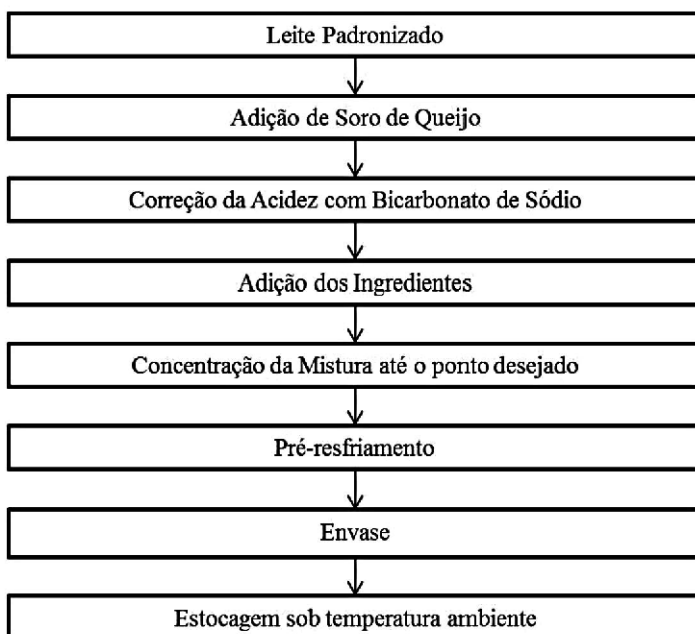 Leite Padronizado
Adição de Soro de Queijo
Correção da Acidez com Bicarbonato de Sódio
Adição dos Ingredientes
Concentração da Mistura até o ponto desejado
Pré-resfriamento
Envase
Estocagem sob temperatura ambiente